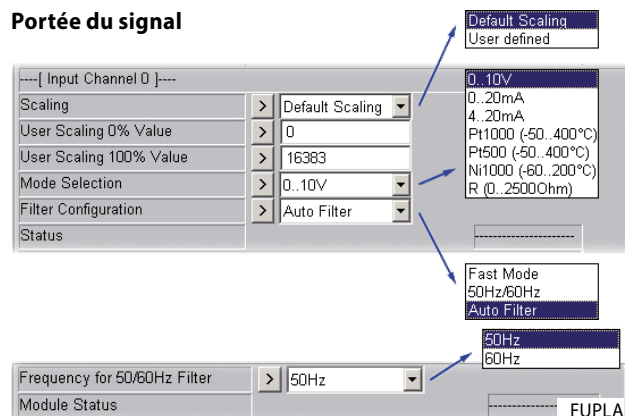 Portée du signal
Default Scaling
User defined
----[ Input Channel 0 ]----
Scaling > Default Scaling
User Scaling 0% Value > 0
User Scaling 100% Value > 16383
Mode Selection > 0..10V
Filter Configuration > Auto Filter
Status --------------------
0..10V
0..20mA
4..20mA
Pt1000 (-50..400°C)
Pt500 (-50..400°C)
Ni1000 (-60..200°C)
R (0..2500Ohm)
Fast Mode
50Hz/60Hz
Auto Filter
50Hz
60Hz
Frequency for 50/60Hz Filter > 50Hz
Module Status ---------------
FUPLA